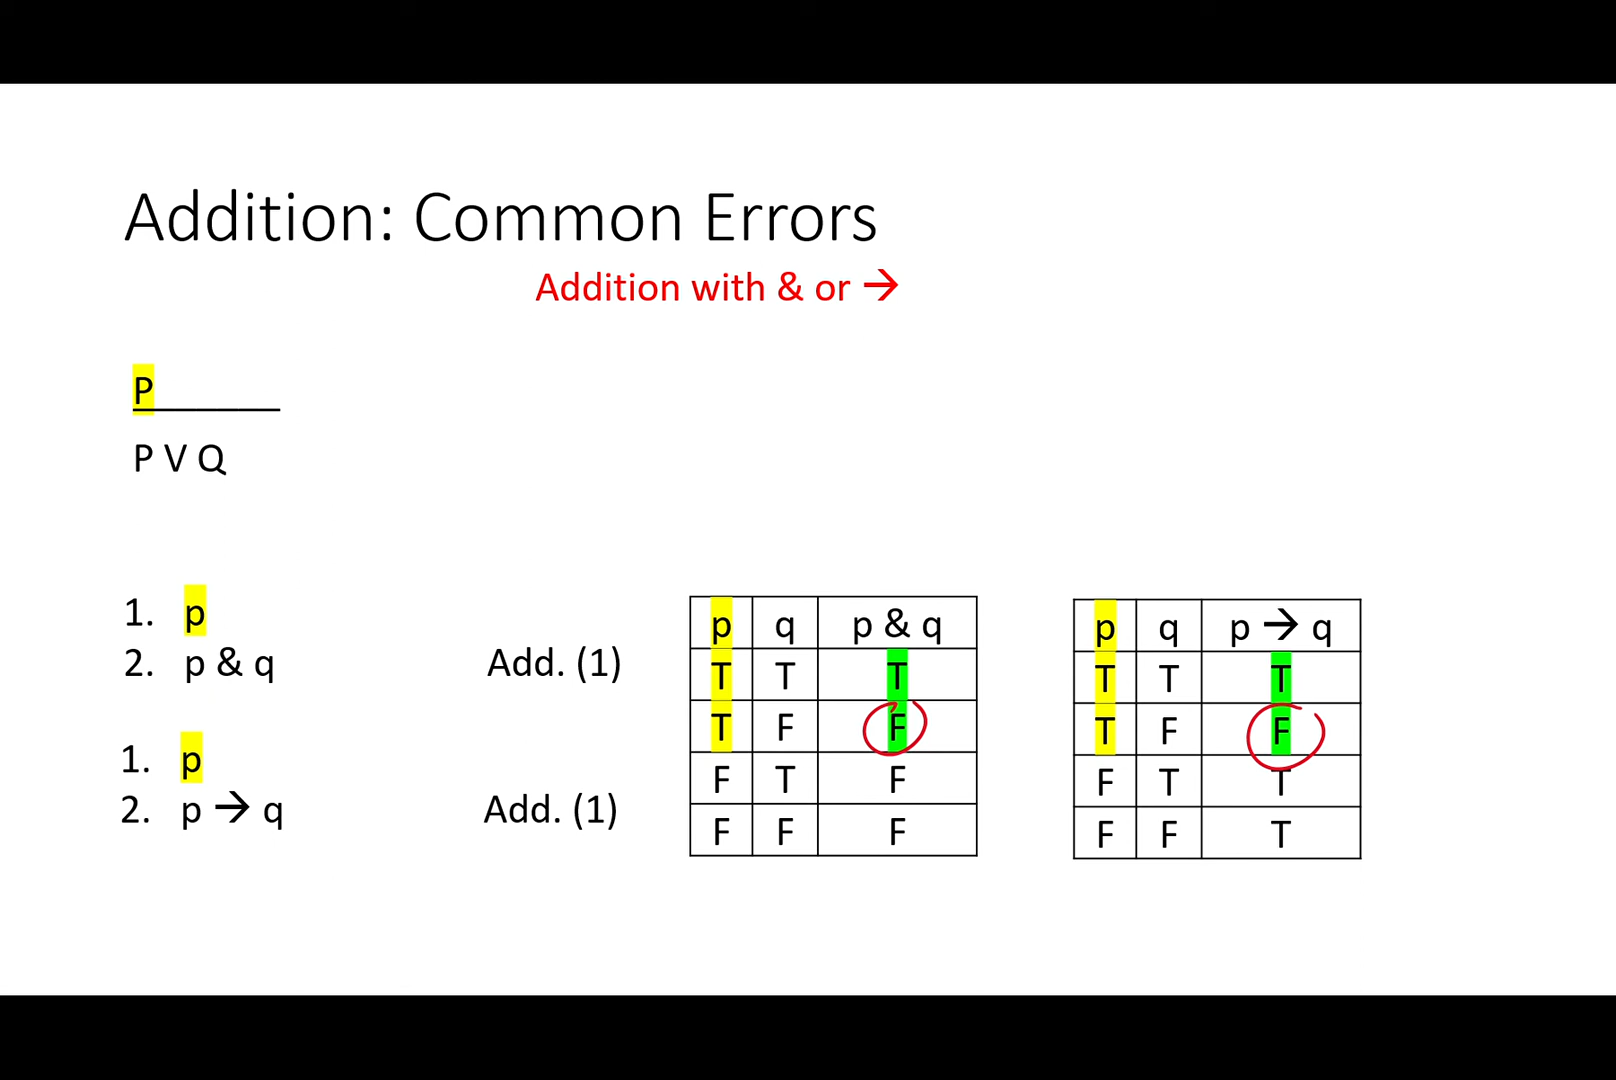 Addition: Common Errors
Addition with & or →
P
P V Q
1. p
2. p & q Add. (1)
1. p
2. p → q Add. (1)
p q p & q
T T T
T F F
F T F
F F F
p q p → q
T T T
T F F
F T T
F F T